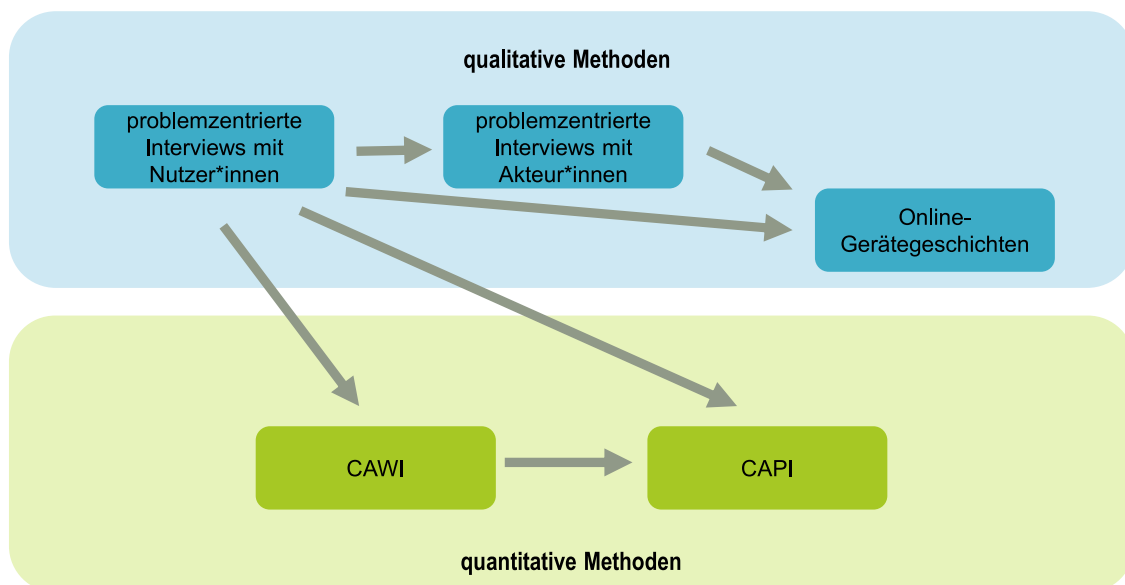 qualitative Methoden
problemzentrierte
Interviews mit
Nutzer*innen
problemzentrierte
Interviews mit
Akteur*innen
Online-
Gerätegeschichten
CAWI
CAPI
quantitative Methoden